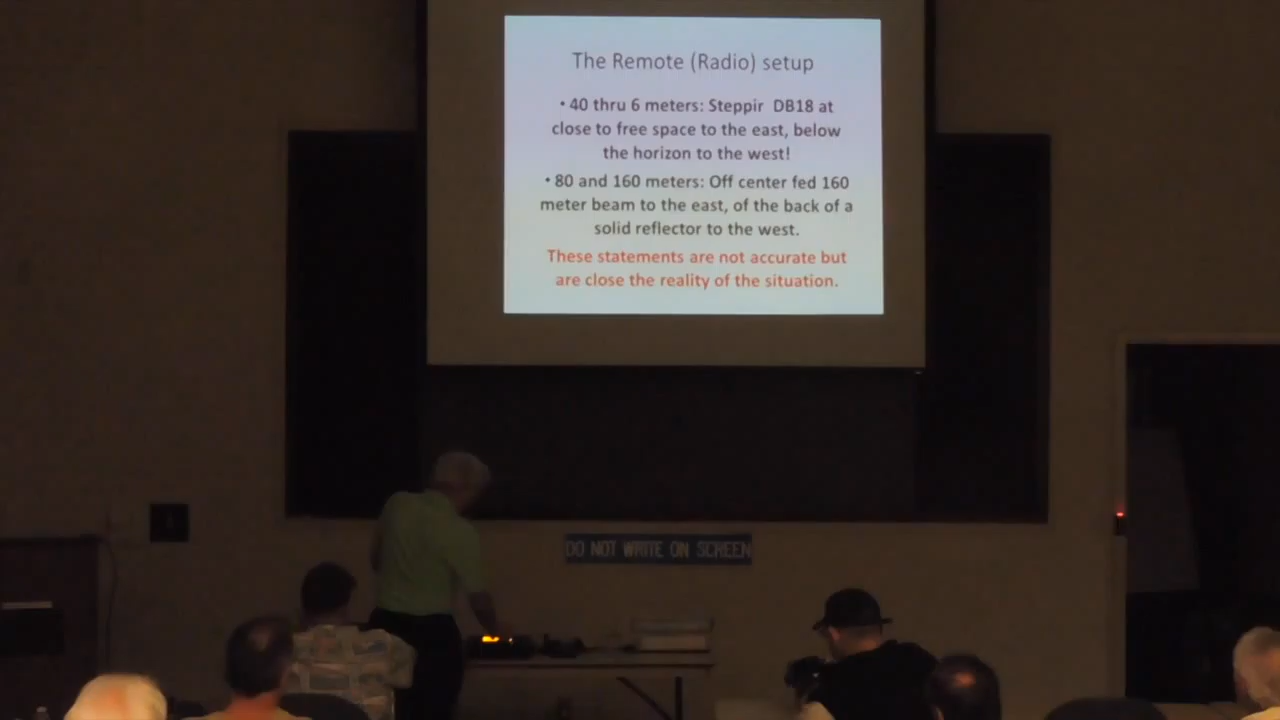 The Remote (Radio) setup
• 40 thru 6 meters: Steppir DB18 at
close to free space to the east, below
the horizon to the west!
• 80 and 160 meters: Off center fed 160
meter beam to the east, of the back of a
solid reflector to the west.
These statements are not accurate but
are close the reality of the situation.
DO NOT WRITE ON SCREEN